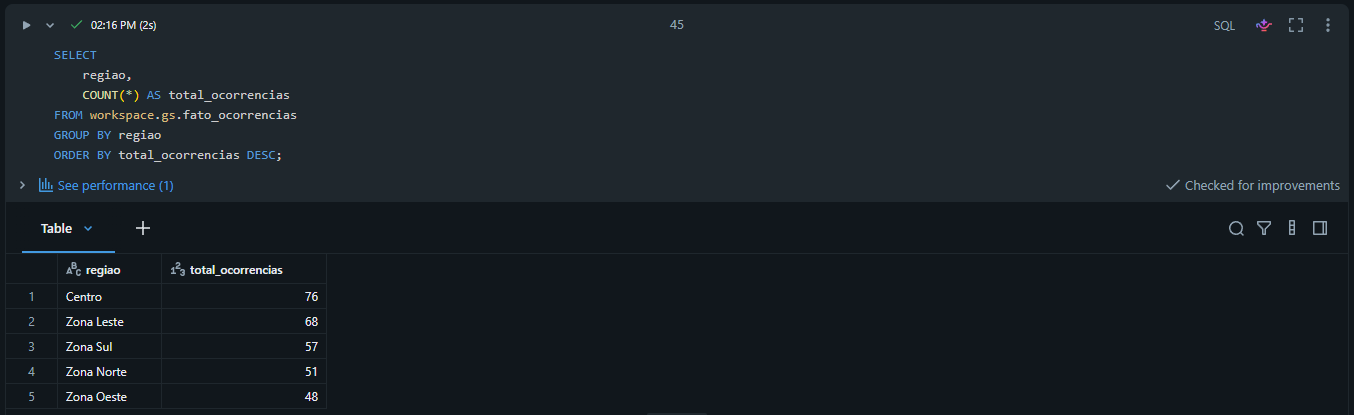 02:16 PM (2s)
45
SQL
SELECT
regiao,
COUNT(*) AS total_ocorrencias
FROM workspace.gs.fato_ocorrencias
GROUP BY regiao
ORDER BY total_ocorrencias DESC;
See performance (1)
Checked for improvements
Table
regiao total_ocorrencias
1 Centro 76
2 Zona Leste 68
3 Zona Sul 57
4 Zona Norte 51
5 Zona Oeste 48